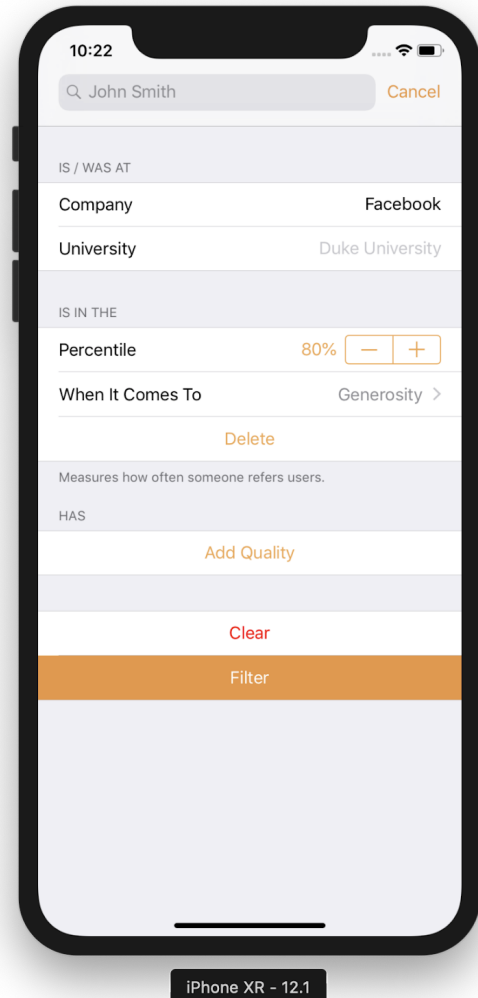 10:22
John Smith Cancel
IS / WAS AT
Company Facebook
University Duke University
IS IN THE
Percentile 80% — +
When It Comes To Generosity >
Delete
Measures how often someone refers users.
HAS
Add Quality
Clear
Filter
iPhone XR - 12.1